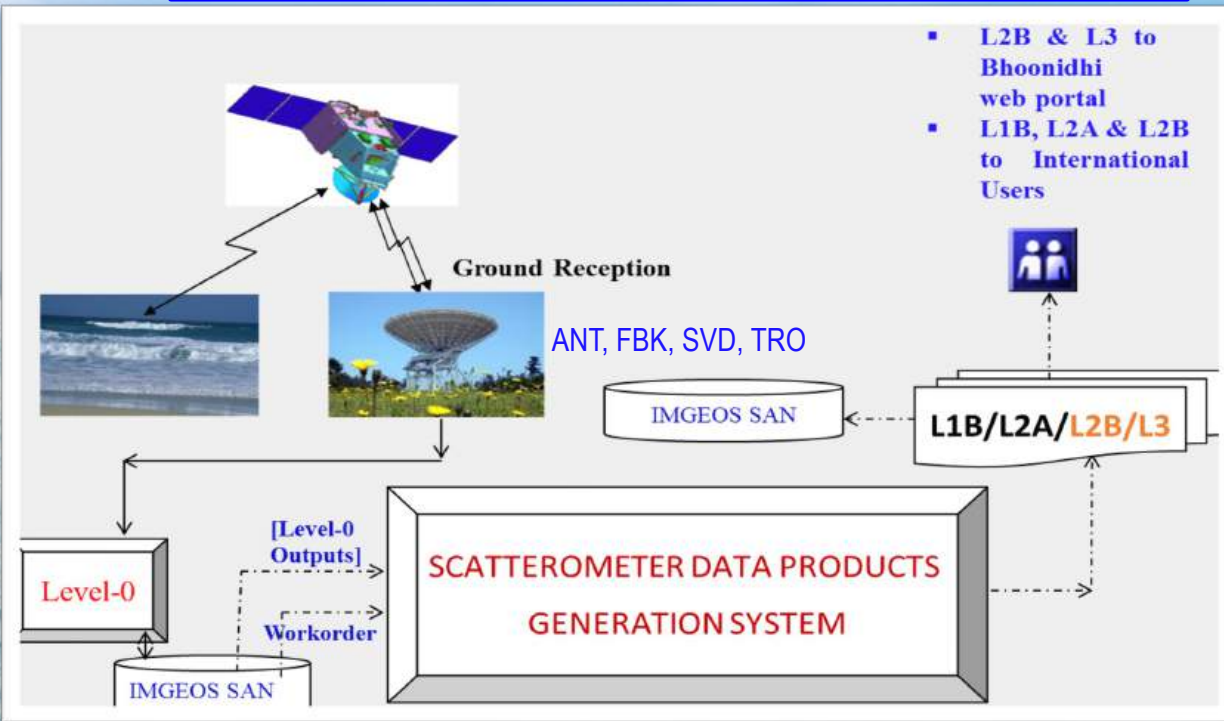 ▪ L2B & L3 to
Bhoonidhi
web portal
▪ L1B, L2A & L2B
to International
Users
Ground Reception
ANT, FBK, SVD, TRO
IMGEOS SAN
L1B/L2A/L2B/L3
[Level-0
Outputs]
Level-0
Workorder
SCATTEROMETER DATA PRODUCTS
GENERATION SYSTEM
IMGEOS SAN